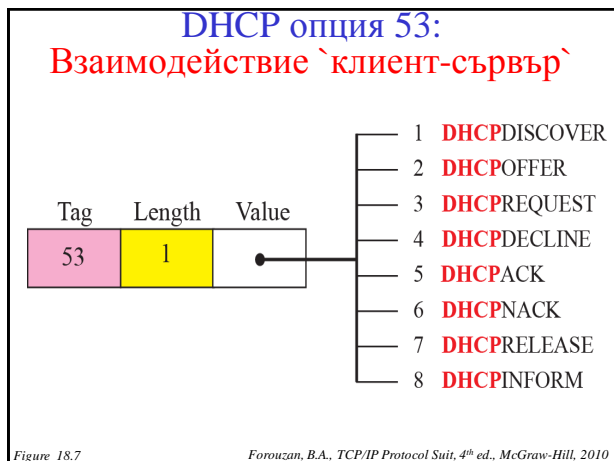 DHCP опция 53:
Взаимодействие `клиент-сървър`
Tag Length Value
53 1
1 DHCPDISCOVER
2 DHCPOFFER
3 DHCPREQUEST
4 DHCPDECLINE
5 DHCPACK
6 DHCPNACK
7 DHCPRELEASE
8 DHCPINFORM
Figure 18.7 Forouzan, B.A., TCP/IP Protocol Suit, 4th ed., McGraw-Hill, 2010